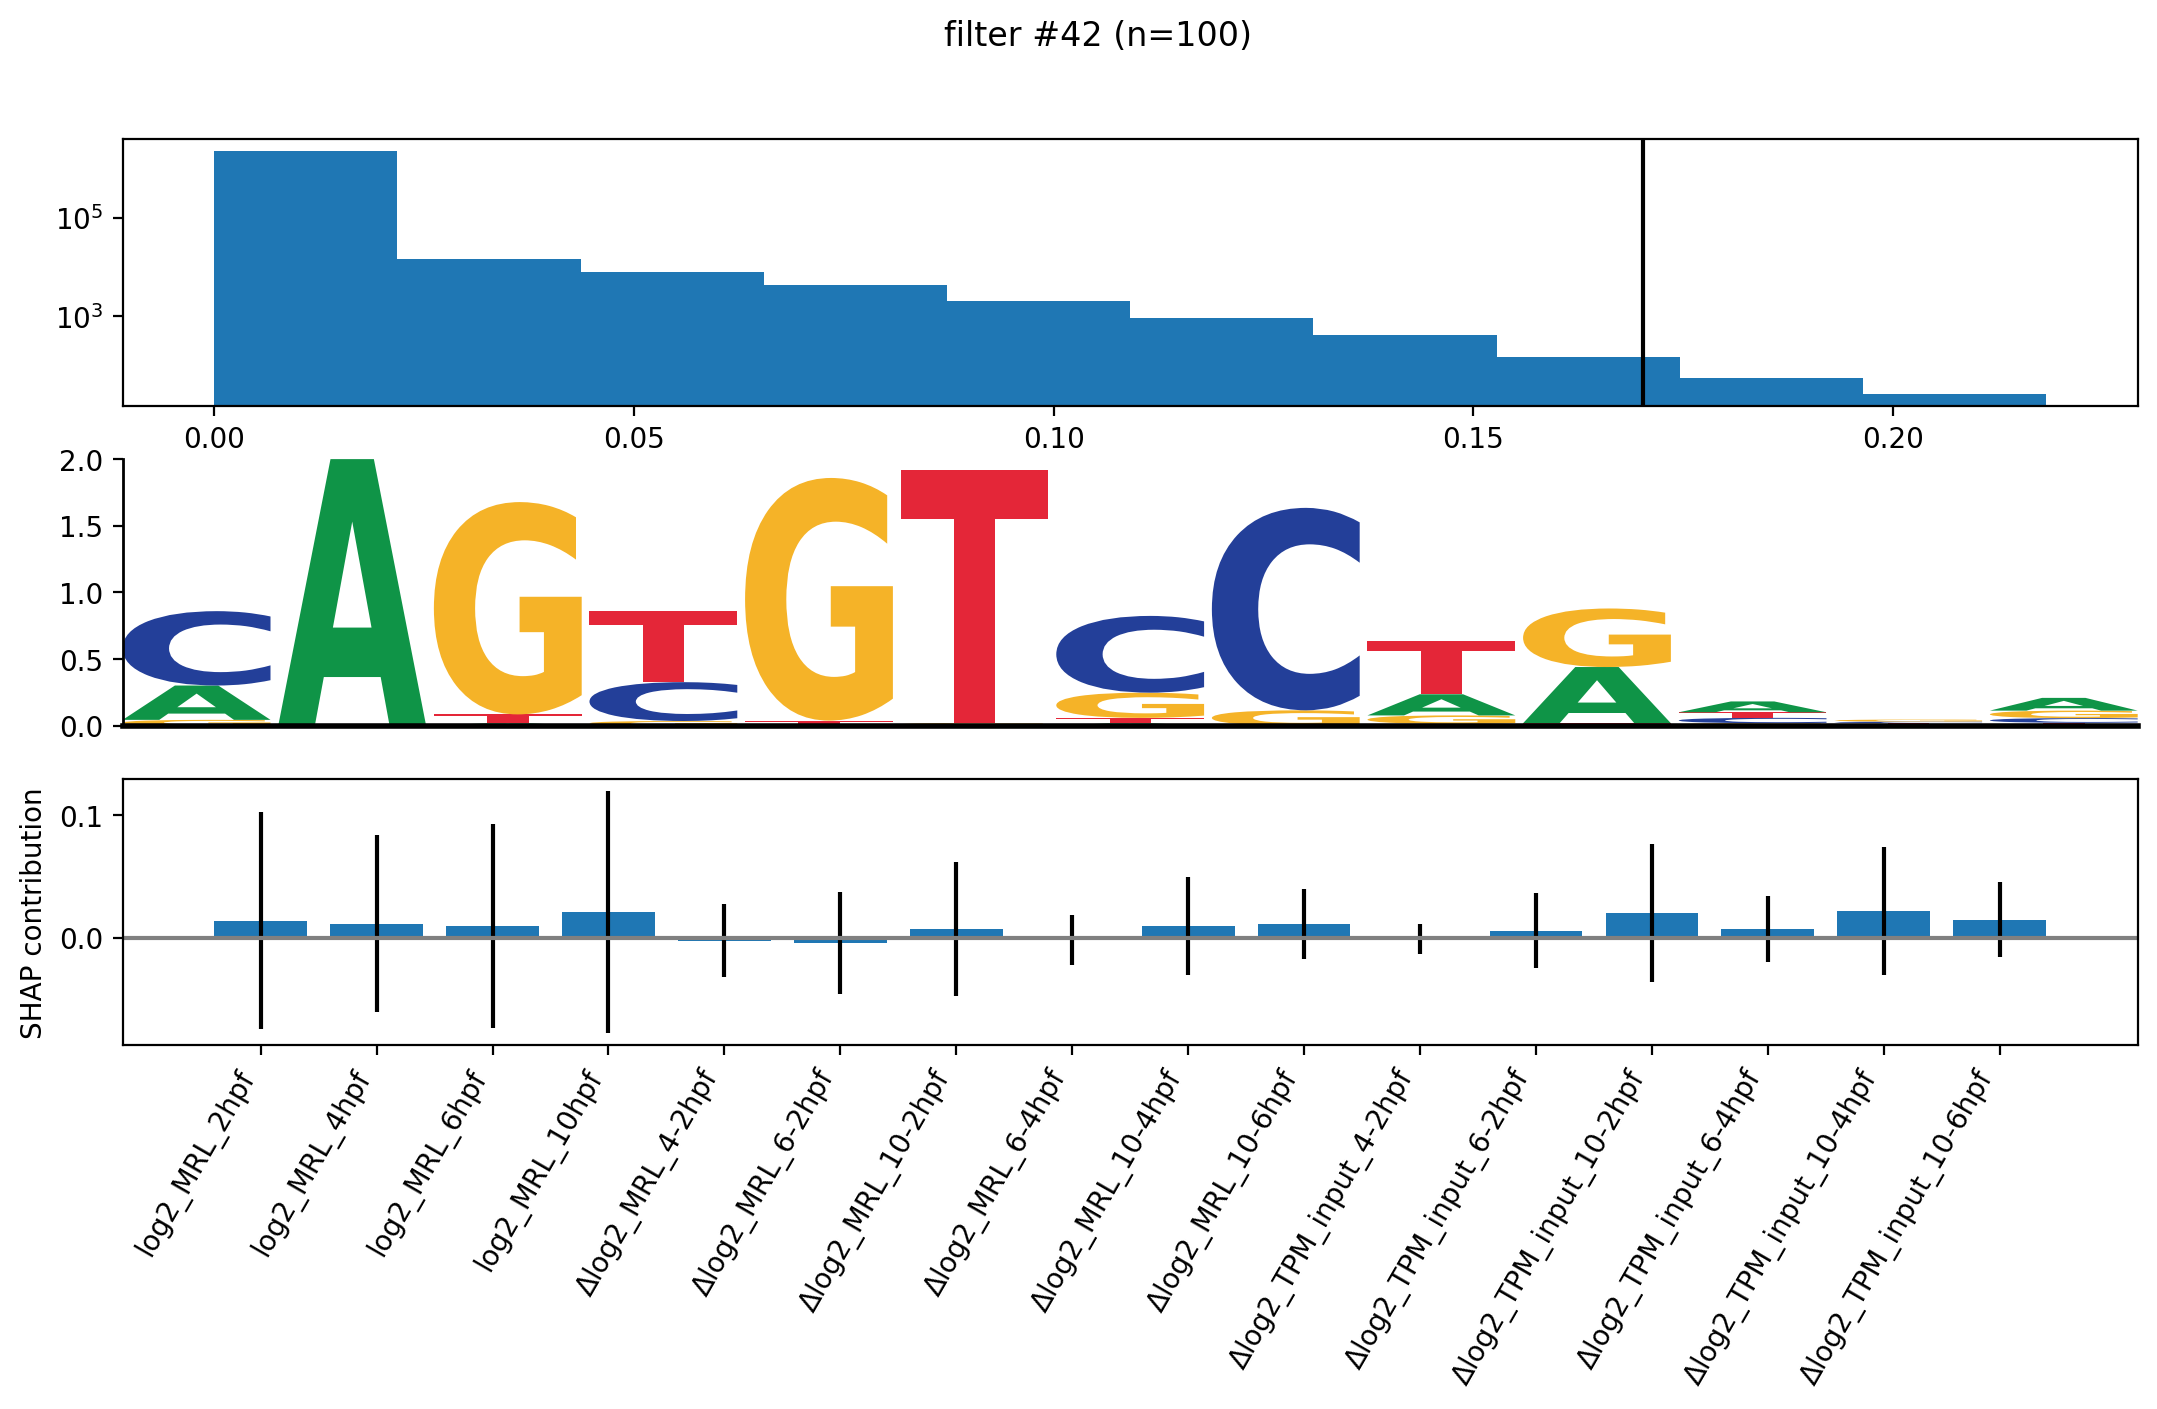 filter #42 (n=100)
10^5
10^3
0.00 0.05 0.10 0.15 0.20
2.0
1.5
1.0
0.5
0.0
C A G T G T C C T G A A
A T C T G G A A T G
G G T G C C
SHAP contribution
0.1
0.0
log2_MRL_2hpf
log2_MRL_4hpf
log2_MRL_6hpf
log2_MRL_10hpf
Δlog2_MRL_4-2hpf
Δlog2_MRL_6-2hpf
Δlog2_MRL_10-2hpf
Δlog2_MRL_6-4hpf
Δlog2_MRL_10-4hpf
Δlog2_MRL_10-6hpf
Δlog2_TPM_input_4-2hpf
Δlog2_TPM_input_6-2hpf
Δlog2_TPM_input_10-2hpf
Δlog2_TPM_input_6-4hpf
Δlog2_TPM_input_10-4hpf
Δlog2_TPM_input_10-6hpf